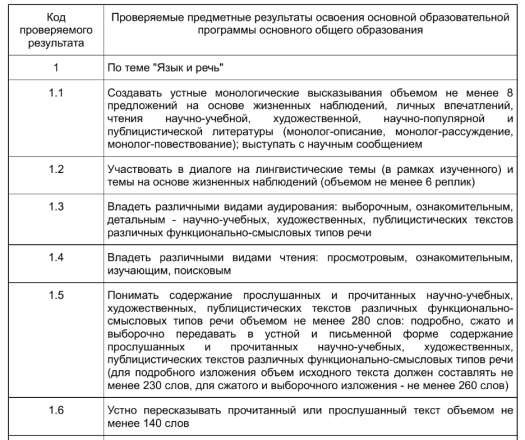 Код
проверяемого
результата
Проверяемые предметные результаты освоения основной образовательной
программы основного общего образования
1
По теме "Язык и речь"
1.1
Создавать устные монологические высказывания объемом не менее 8
предложений на основе жизненных наблюдений, личных впечатлений,
чтения научно-учебной, художественной, научно-популярной и
публицистической литературы (монолог-описание, монолог-рассуждение,
монолог-повествование); выступать с научным сообщением
1.2
Участвовать в диалоге на лингвистические темы (в рамках изученного) и
темы на основе жизненных наблюдений (объемом не менее 6 реплик)
1.3
Владеть различными видами аудирования: выборочным, ознакомительным,
детальным - научно-учебных, художественных, публицистических текстов
различных функционально-смысловых типов речи
1.4
Владеть различными видами чтения: просмотровым, ознакомительным,
изучающим, поисковым
1.5
Понимать содержание прослушанных и прочитанных научно-учебных,
художественных, публицистических текстов различных функционально-
смысловых типов речи объемом не менее 280 слов: подробно, сжато и
выборочно передавать в устной и письменной форме содержание
прослушанных и прочитанных научно-учебных, художественных,
публицистических текстов различных функционально-смысловых типов речи
(для подробного изложения объем исходного текста должен составлять не
менее 230 слов, для сжатого и выборочного изложения - не менее 260 слов)
1.6
Устно пересказывать прочитанный или прослушанный текст объемом не
менее 140 слов